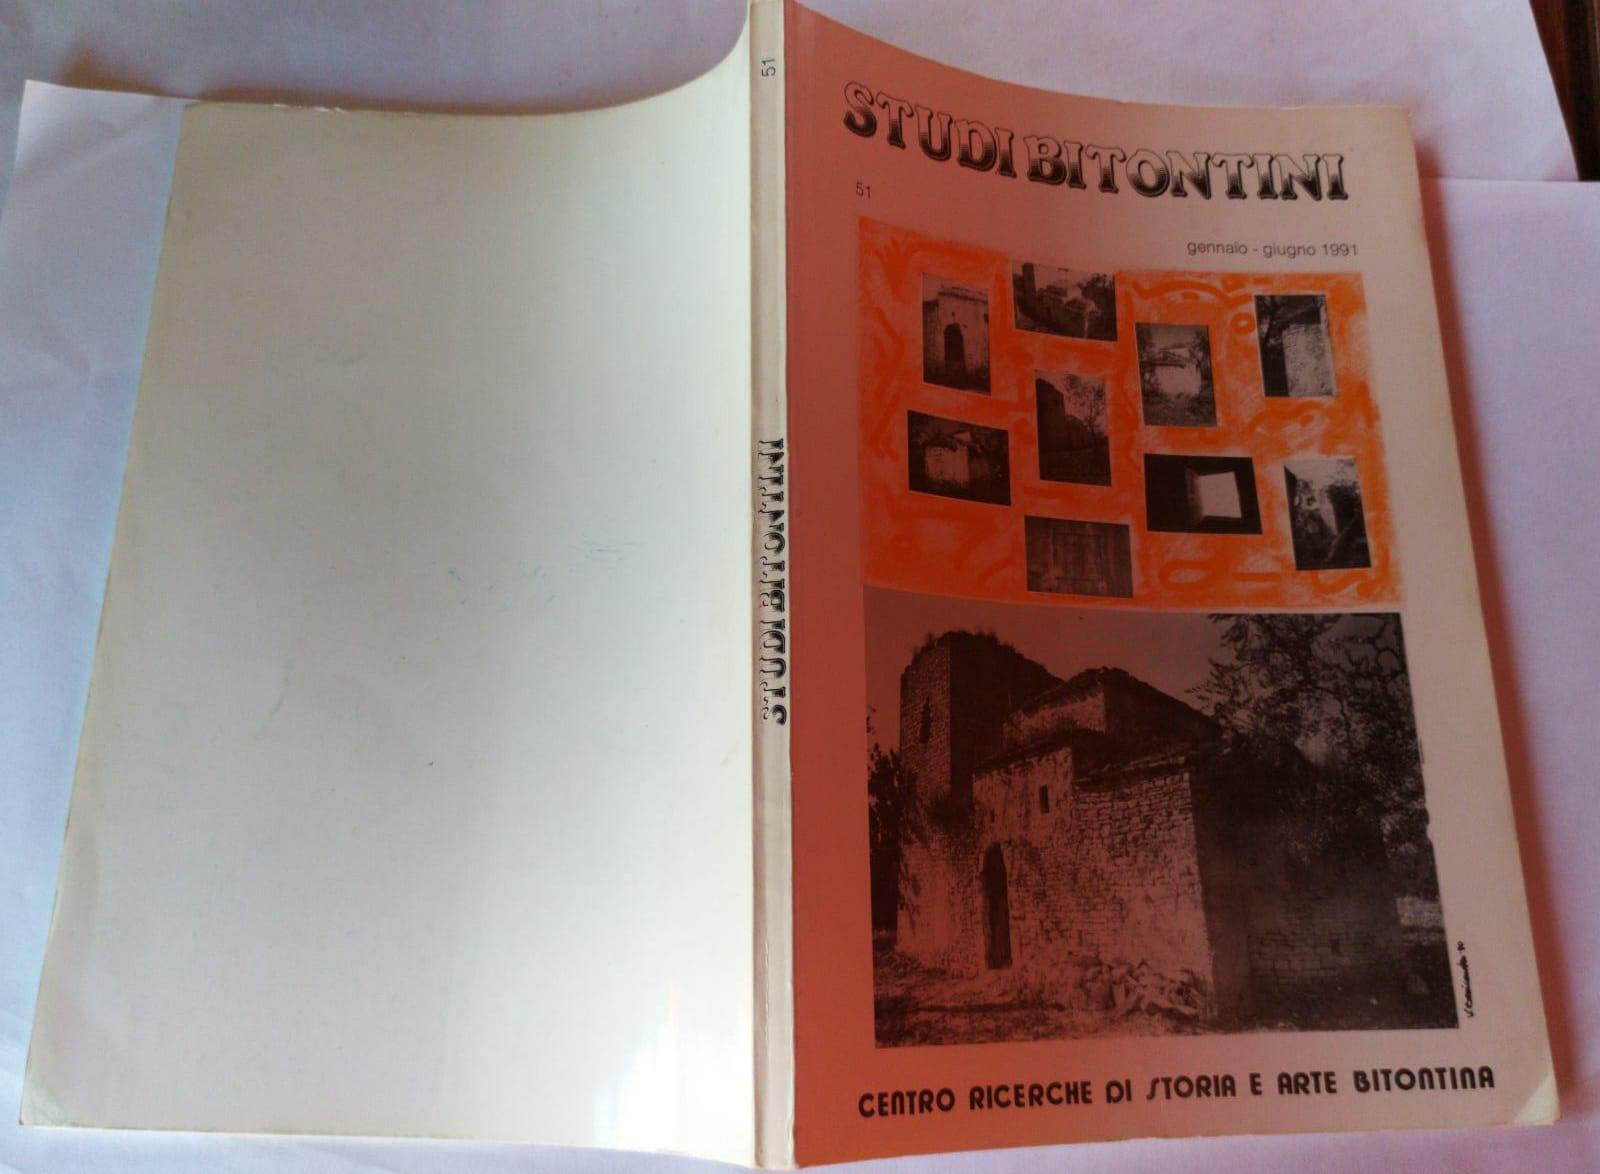 51
STUDI BITONTINI
STUDI BITONTINI
51
gennaio - giugno 1991
CENTRO RICERCHE DI STORIA E ARTE BITONTINA